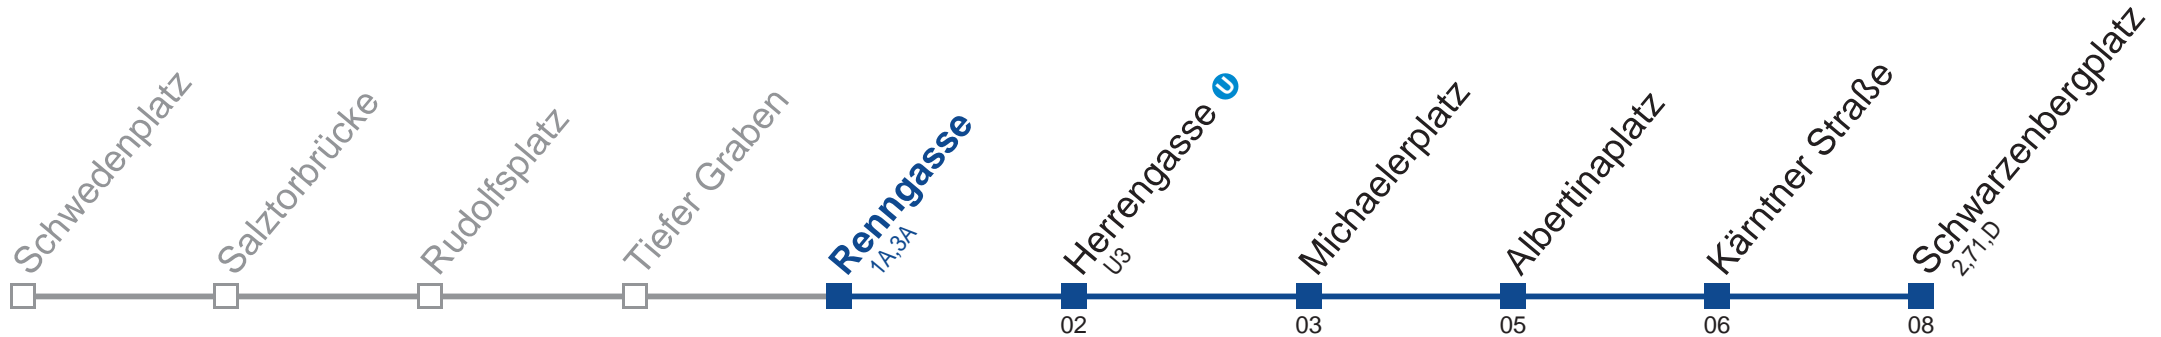 Schwedenplatz
Salztorbrücke
Rudolfsplatz
Tiefer Graben
Renngasse
1A,3A
Herrengasse U
U3
Michaelerplatz
Albertinaplatz
Kärntner Straße
Schwarzenbergplatz
2,71,D
02
03
05
06
08